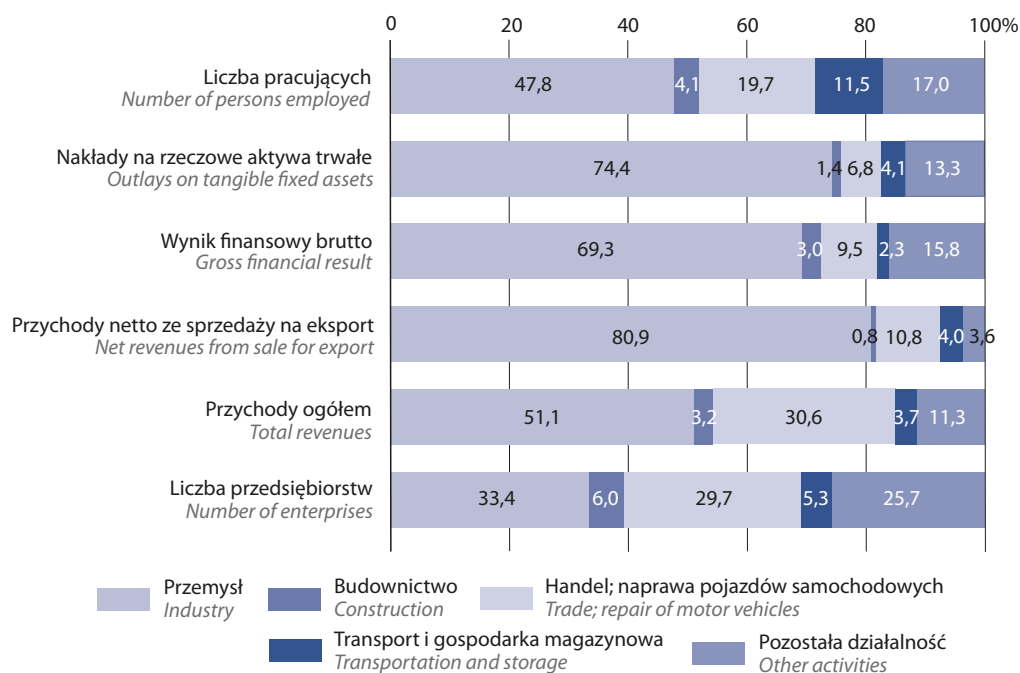 0 20 40 60 80 100%
Liczba pracujących
Number of persons employed
47,8 4,1 19,7 11,5 17,0
Nakłady na rzeczowe aktywa trwałe
Outlays on tangible fixed assets
74,4 1,4 6,8 4,1 13,3
Wynik finansowy brutto
Gross financial result
69,3 3,0 9,5 2,3 15,8
Przychody netto ze sprzedaży na eksport
Net revenues from sale for export
80,9 0,8 10,8 4,0 3,6
Przychody ogółem
Total revenues
51,1 3,2 30,6 3,7 11,3
Liczba przedsiębiorstw
Number of enterprises
33,4 6,0 29,7 5,3 25,7
0 20 40 60 80 100%
Przemysł
Industry
Budownictwo
Construction
Handel; naprawa pojazdów samochodowych
Trade; repair of motor vehicles
Transport i gospodarka magazynowa
Transportation and storage
Pozostała działalność
Other activities